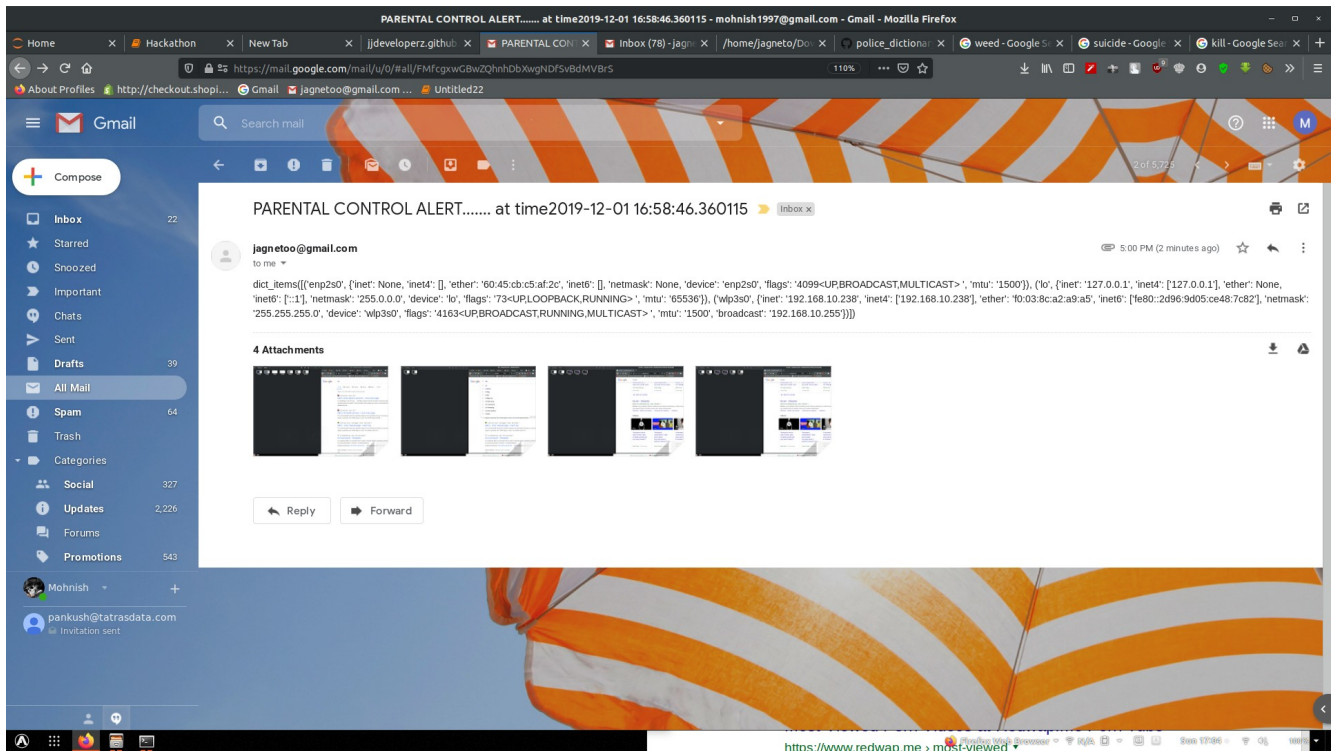 PARENTAL CONTROL ALERT....... at time2019-12-01 16:58:46.360115 - mohnish1997@gmail.com - Gmail - Mozilla Firefox
Home
Hackathon
New Tab
jjdeveloperz.github
PARENTAL CON
Inbox (78) - jagne
/home/jagneto/Do
police_dictionar
weed - Google S
suicide - Google
kill - Google Sear
https://mail.google.com/mail/u/0/#all/FMfcgxwGBwZQhnhDbXwgNDfSvBdMVBrS
110%
About Profiles
http://checkout.shopi...
Gmail
jagnetoo@gmail.com ...
Untitled22
Gmail
Search mail
M
Compose
2 of 5,725
PARENTAL CONTROL ALERT....... at time2019-12-01 16:58:46.360115
Inbox x
Inbox 22
Starred
Snoozed
Important
Chats
Sent
Drafts 39
All Mail
Spam 64
Trash
Categories
Social 327
Updates 2,226
Forums
Promotions 543
jagnetoo@gmail.com
5:00 PM (2 minutes ago)
to me
dict_items([('enp2s0', {'inet': None, 'inet4': [], 'ether': '60:45:cb:c5:af:2c', 'inet6': [], 'netmask': None, 'device': 'enp2s0', 'flags': '4099<UP,BROADCAST,MULTICAST> ', 'mtu': '1500'}), ('lo', {'inet': '127.0.0.1', 'inet4': ['127.0.0.1'], 'ether': None,
'inet6': ['::1'], 'netmask': '255.0.0.0', 'device': 'lo', 'flags': '73<UP,LOOPBACK,RUNNING> ', 'mtu': '65536'}), ('wlp3s0', {'inet': '192.168.10.238', 'inet4': ['192.168.10.238'], 'ether': 'f0:03:8c:a2:a9:a5', 'inet6': ['fe80::2d96:9d05:ce48:7c82'], 'netmask':
'255.255.255.0', 'device': 'wlp3s0', 'flags': '4163<UP,BROADCAST,RUNNING,MULTICAST> ', 'mtu': '1500', 'broadcast': '192.168.10.255'})])
4 Attachments
Reply
Forward
Mohnish
pankush@tatrasdata.com
Invitation sent
https://www.redwap.me › most-viewed
Firefox Web Browser
N/A
Sun 17:04
100%